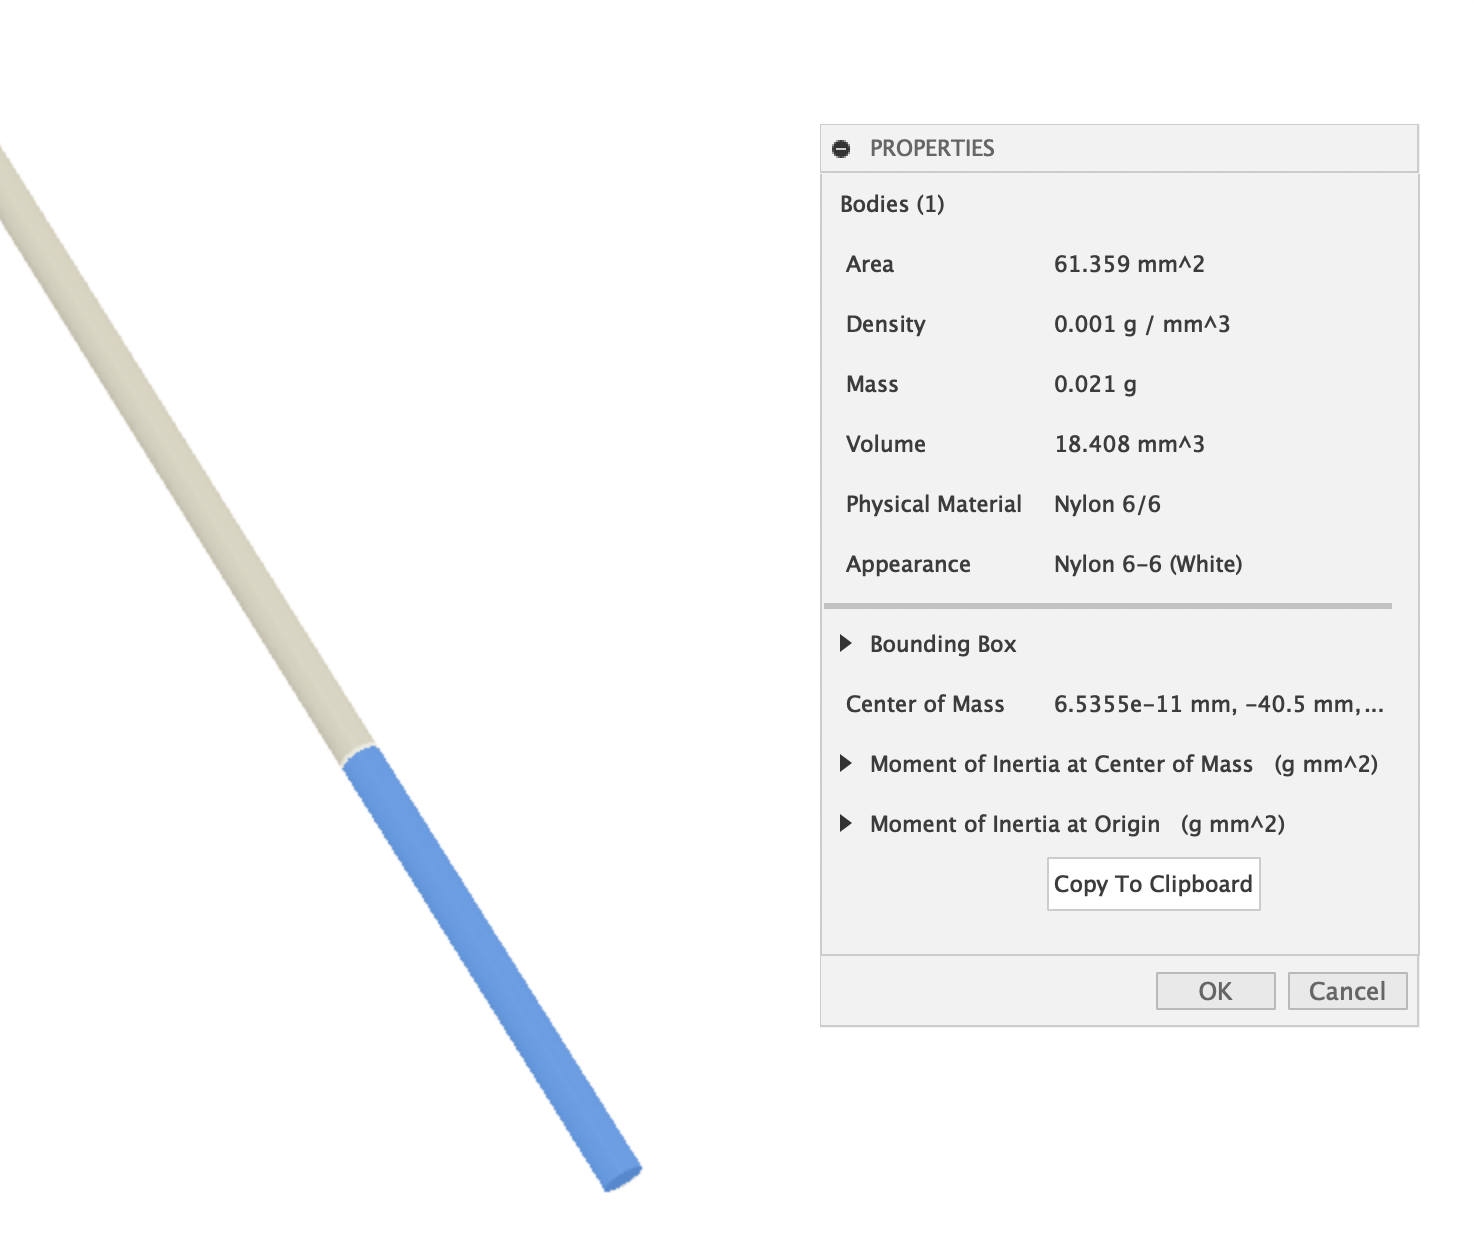 PROPERTIES
Bodies (1)
Area 61.359 mm^2
Density 0.001 g / mm^3
Mass 0.021 g
Volume 18.408 mm^3
Physical Material Nylon 6/6
Appearance Nylon 6-6 (White)
Bounding Box
Center of Mass 6.5355e-11 mm, -40.5 mm,...
Moment of Inertia at Center of Mass (g mm^2)
Moment of Inertia at Origin (g mm^2)
Copy To Clipboard
OK Cancel